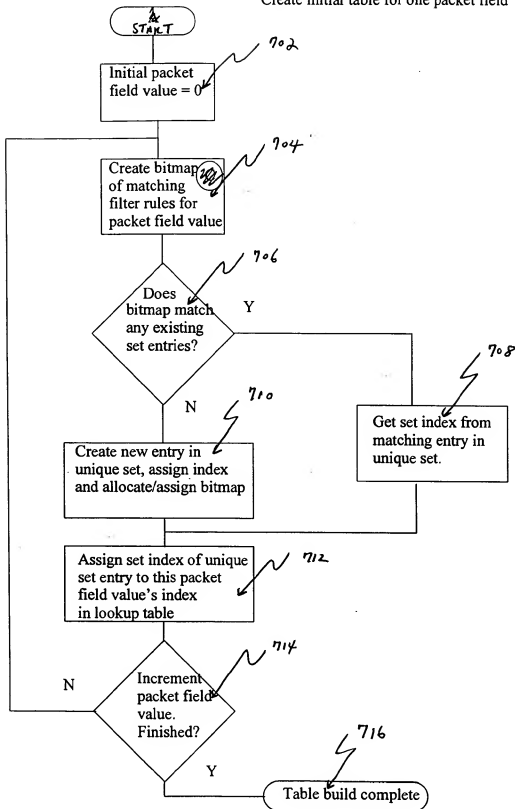 Create initial table for one packet field
START
702
Initial packet
field value = 0
704
Create bitmap
of matching
filter rules for
packet field value
706
Does
bitmap match
any existing
set entries?
Y
708
N
710
Get set index from
matching entry in
unique set.
Create new entry in
unique set, assign index
and allocate/assign bitmap
Assign set index of unique
set entry to this packet
field value's index
in lookup table
712
714
N
Increment
packet field
value.
Finished?
Y
716
Table build complete